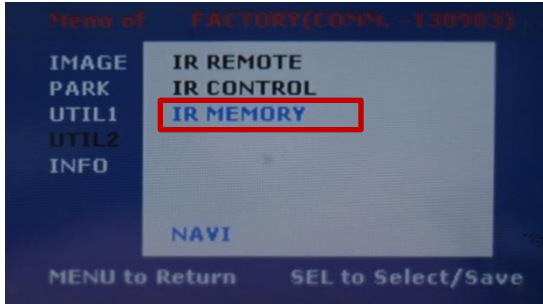 Menu of FACTORY(COMM. -130903)
IMAGE IR REMOTE
PARK IR CONTROL
UTIL1 IR MEMORY
UTIL2
INFO
NAVI
MENU to Return SEL to Select/Save